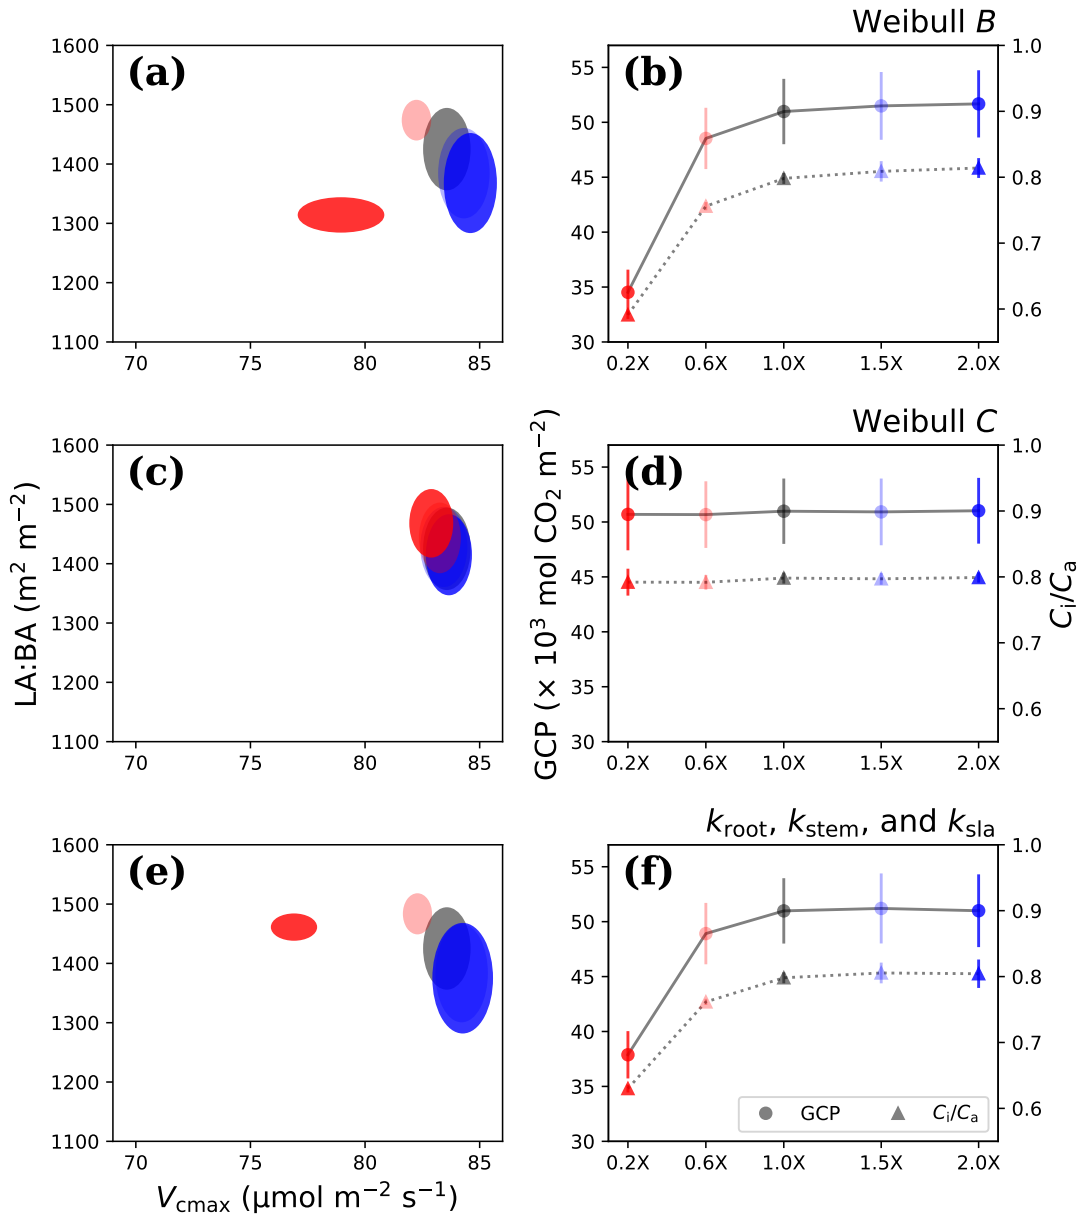 Weibull B
1600
1500
1400
1300
1200
1100
(a)
70
75
80
85
55
50
45
40
35
30
(b)
1.0
0.9
0.8
0.7
0.6
0.2X
0.6X
1.0X
1.5X
2.0X
Weibull C
LA:BA (m² m⁻²)
1600
1500
1400
1300
1200
1100
(c)
70
75
80
85
GCP (× 10³ mol CO₂ m⁻²)
55
50
45
40
35
30
(d)
1.0
0.9
0.8
0.7
0.6
Cᵢ/Cₐ
0.2X
0.6X
1.0X
1.5X
2.0X
k_root, k_stem, and k_sla
1600
1500
1400
1300
1200
1100
(e)
70
75
80
85
V_cmax (μmol m⁻² s⁻¹)
55
50
45
40
35
30
(f)
1.0
0.9
0.8
0.7
0.6
GCP
Cᵢ/Cₐ
0.2X
0.6X
1.0X
1.5X
2.0X